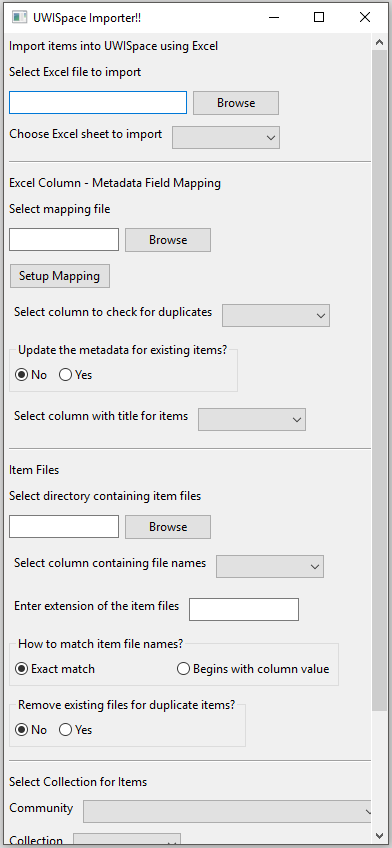 UWISpace Importer!!
Import items into UWISpace using Excel
Select Excel file to import
Browse
Choose Excel sheet to import
Excel Column - Metadata Field Mapping
Select mapping file
Browse
Setup Mapping
Select column to check for duplicates
Update the metadata for existing items?
No Yes
Select column with title for items
Item Files
Select directory containing item files
Browse
Select column containing file names
Enter extension of the item files
How to match item file names?
Exact match Begins with column value
Remove existing files for duplicate items?
No Yes
Select Collection for Items
Community
Collection